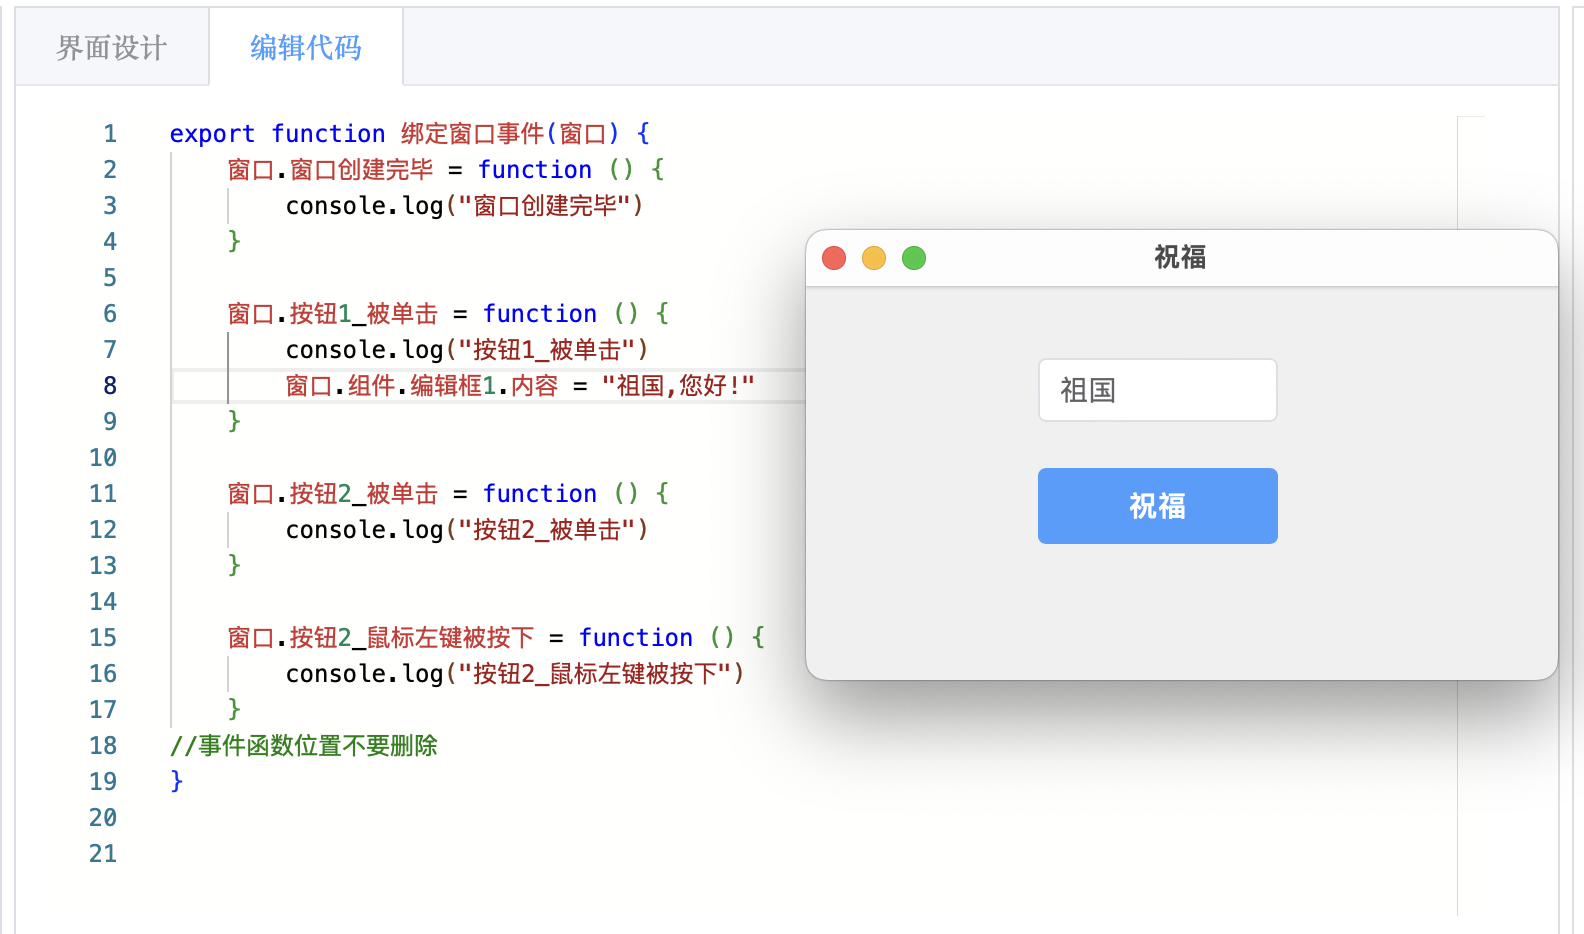 界面设计
编辑代码
1 export function 绑定窗口事件(窗口) {
2 窗口.窗口创建完毕 = function () {
3 console.log("窗口创建完毕")
4 }
5
6 窗口.按钮1_被单击 = function () {
7 console.log("按钮1_被单击")
8 窗口.组件.编辑框1.内容 = "祖国,您好!"
9 }
10
11 窗口.按钮2_被单击 = function () {
12 console.log("按钮2_被单击")
13 }
14
15 窗口.按钮2_鼠标左键被按下 = function () {
16 console.log("按钮2_鼠标左键被按下")
17 }
18 //事件函数位置不要删除
19 }
20
21
祝福
祖国
祝福